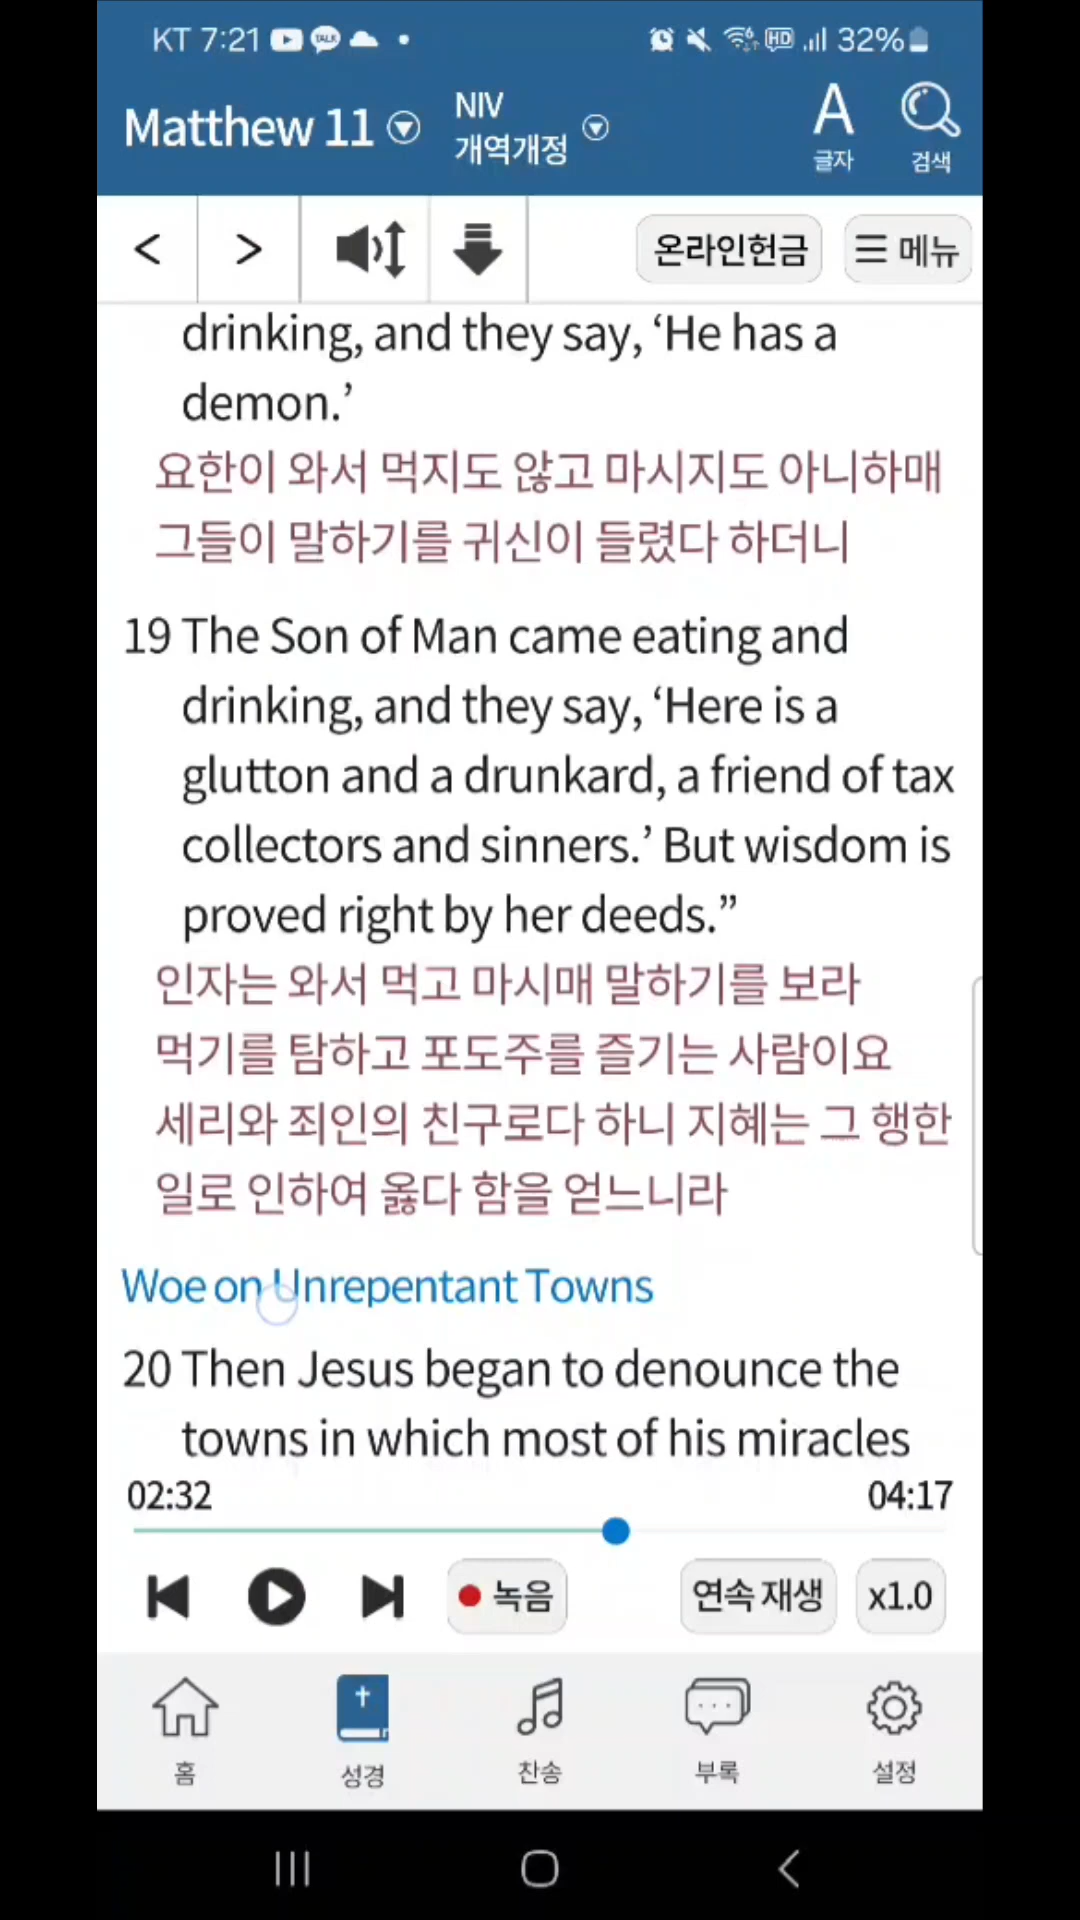 KT 7:21 TALK HD 32%
Matthew 11 NIV 개역개정 A 글자 검색
< > 온라인헌금 메뉴
drinking, and they say, ‘He has a
demon.’
요한이 와서 먹지도 않고 마시지도 아니하매
그들이 말하기를 귀신이 들렸다 하더니
19 The Son of Man came eating and
drinking, and they say, ‘Here is a
glutton and a drunkard, a friend of tax
collectors and sinners.’ But wisdom is
proved right by her deeds.”
인자는 와서 먹고 마시매 말하기를 보라
먹기를 탐하고 포도주를 즐기는 사람이요
세리와 죄인의 친구로다 하니 지혜는 그 행한
일로 인하여 옳다 함을 얻느니라
Woe on Unrepentant Towns
20 Then Jesus began to denounce the
towns in which most of his miracles
02:32 04:17
녹음 연속 재생 x1.0
홈 성경 찬송 부록 설정